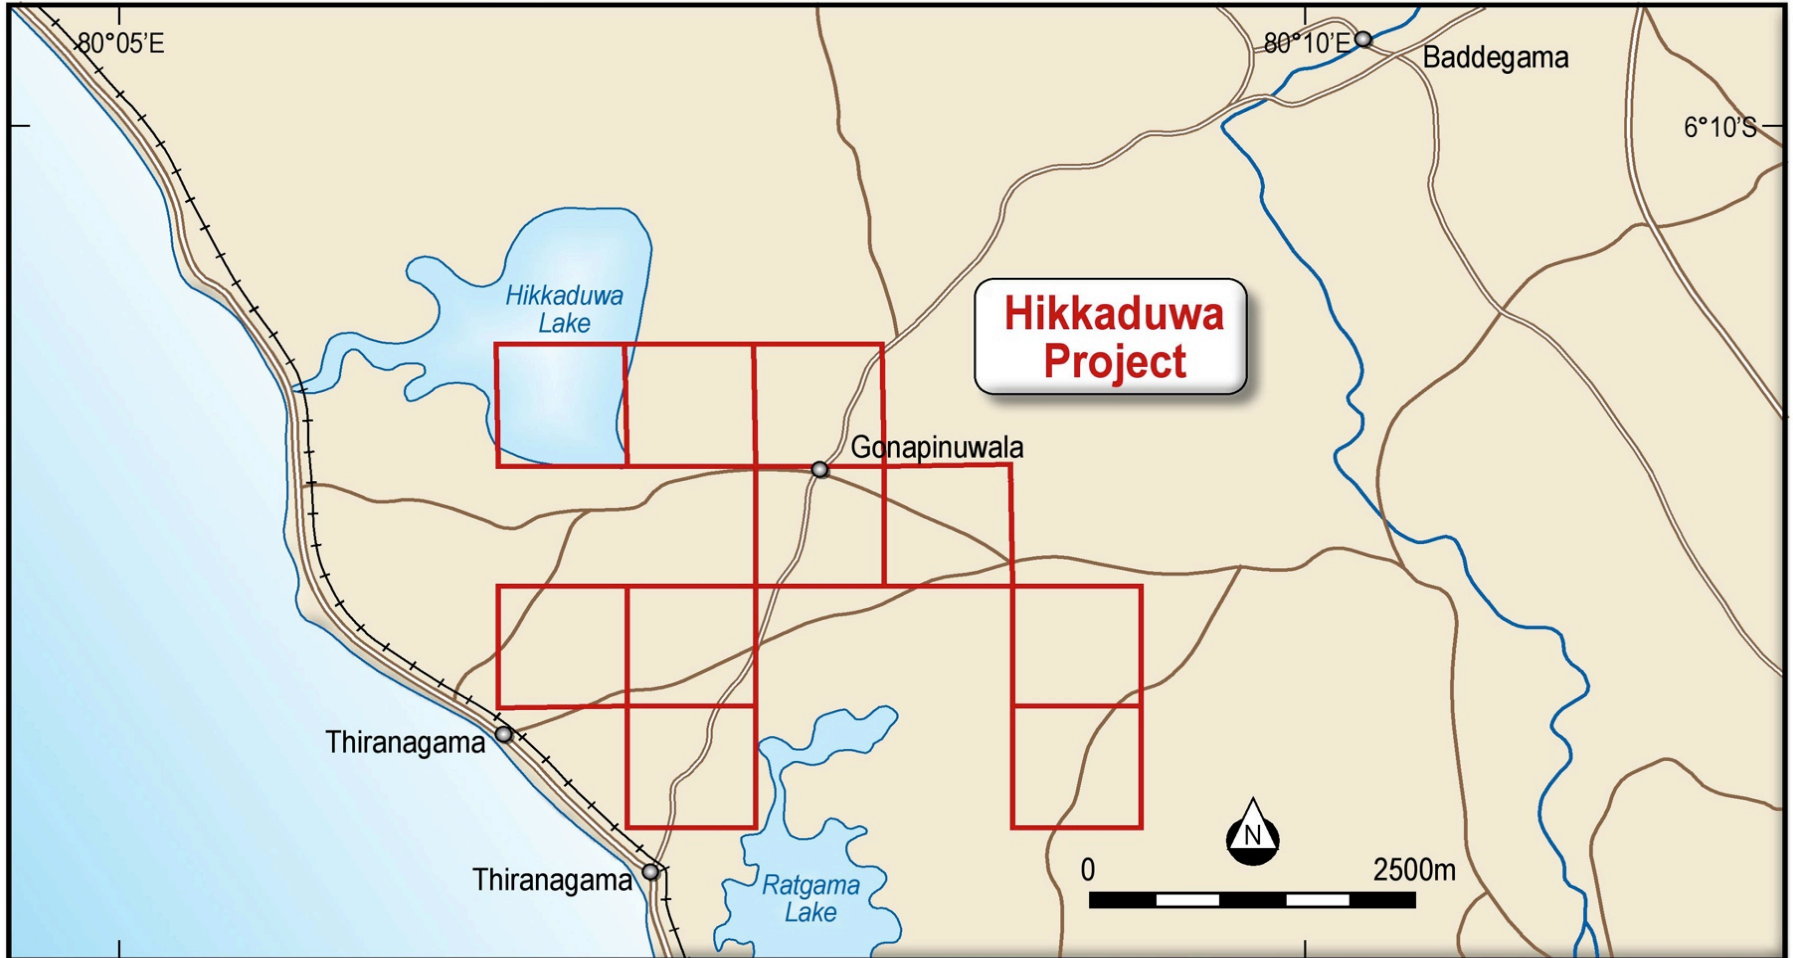 80°05'E
80°10'E
Baddegama
6°10'S
Hikkaduwa
Lake
Hikkaduwa
Project
Gonapinuwala
Thiranagama
Thiranagama
Ratgama
Lake
N
0 2500m